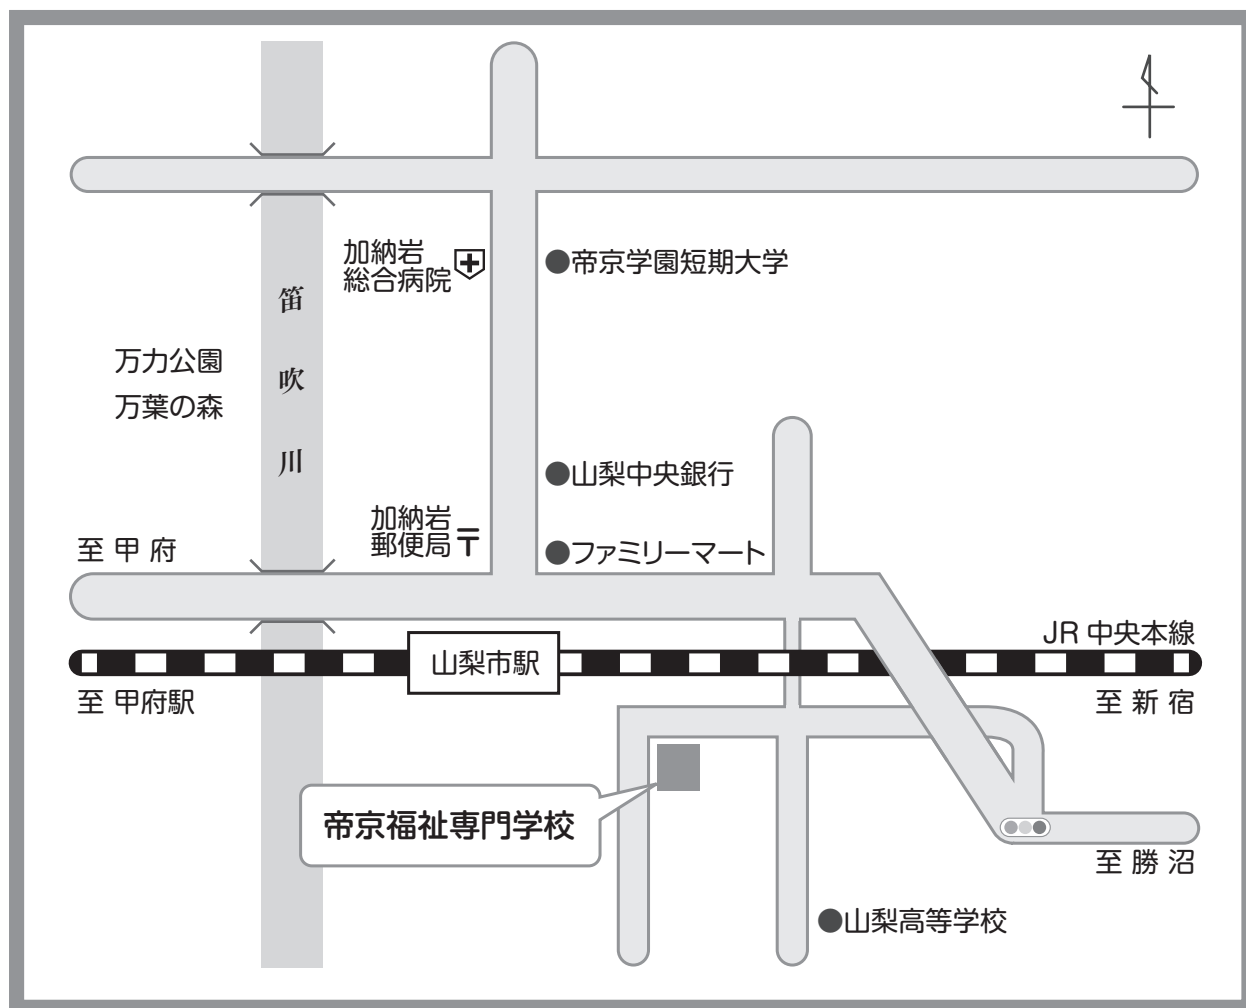 加納岩
総合病院
●帝京学園短期大学
笛吹川
万力公園
万葉の森
●山梨中央銀行
加納岩
郵便局〒
●ファミリーマート
至 甲 府
JR 中央本線
山梨市駅
至 甲府駅
至 新 宿
帝京福祉専門学校
至 勝 沼
●山梨高等学校